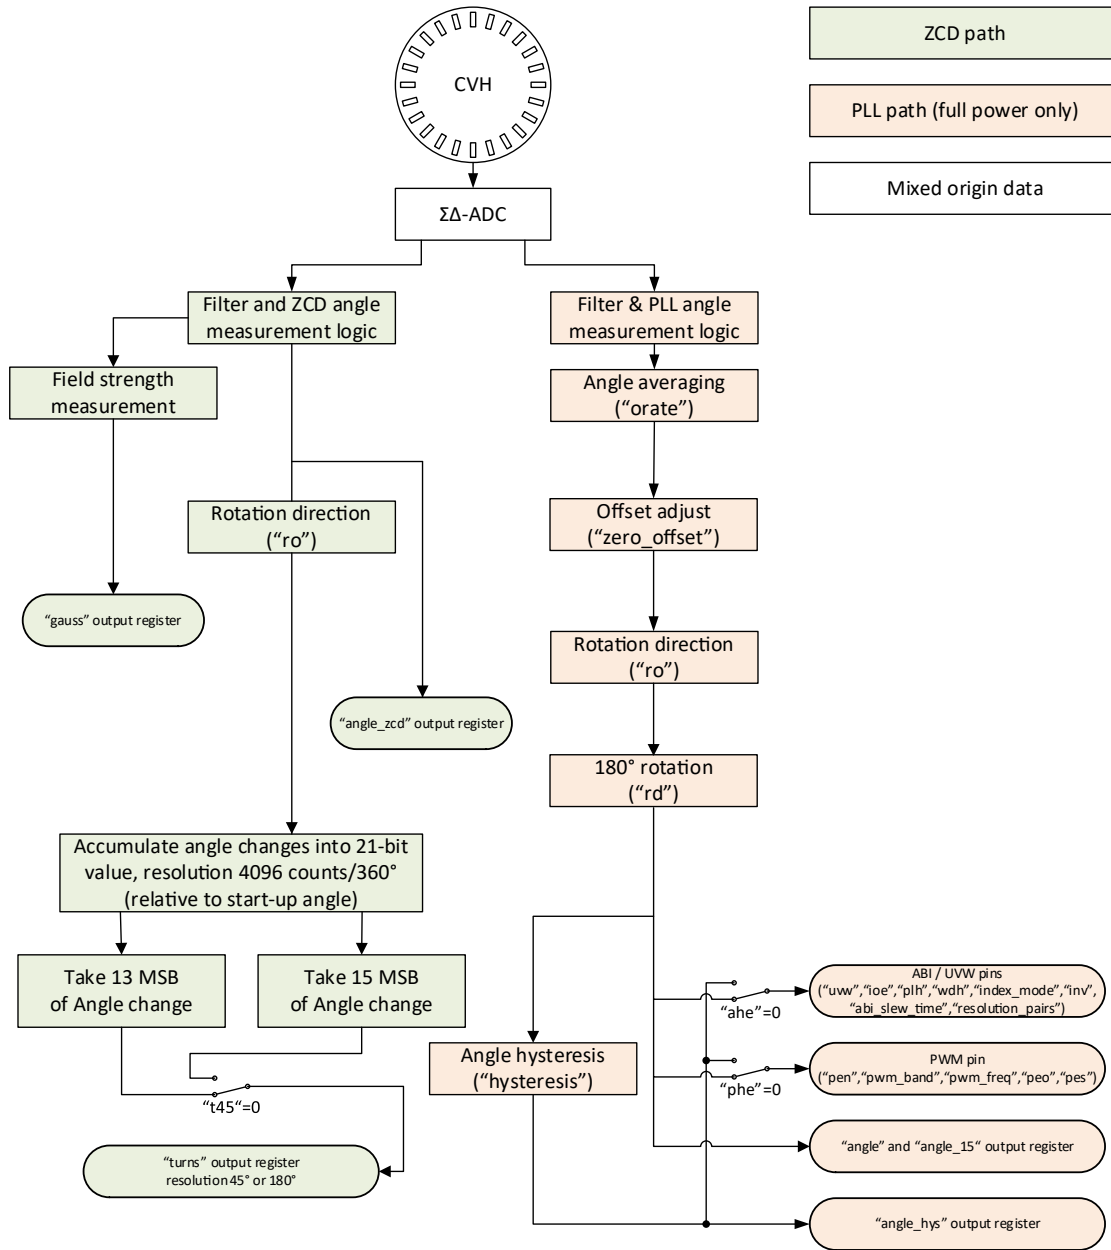 CVH
ZCD path
PLL path (full power only)
Mixed origin data
ΣΔ-ADC
Filter and ZCD angle
measurement logic
Filter & PLL angle
measurement logic
Field strength
measurement
Angle averaging
(“orate”)
Rotation direction
(“ro”)
Offset adjust
(“zero_offset”)
“gauss” output register
Rotation direction
(“ro”)
“angle_zcd” output register
180° rotation
(“rd”)
Accumulate angle changes into 21-bit
value, resolution 4096 counts/360°
(relative to start-up angle)
Take 13 MSB
of Angle change
Take 15 MSB
of Angle change
“t45“=0
“turns” output register
resolution 45° or 180°
Angle hysteresis
(“hysteresis”)
“ahe”=0
ABI / UVW pins
(“uvw”,“ioe”,“plh”,“wdh”,“index_mode”,“inv”,
“abi_slew_time”,“resolution_pairs”)
“phe”=0
PWM pin
(“pen”,“pwm_band”,“pwm_freq”,“peo”,“pes”)
“angle” and “angle_15“ output register
“angle_hys” output register